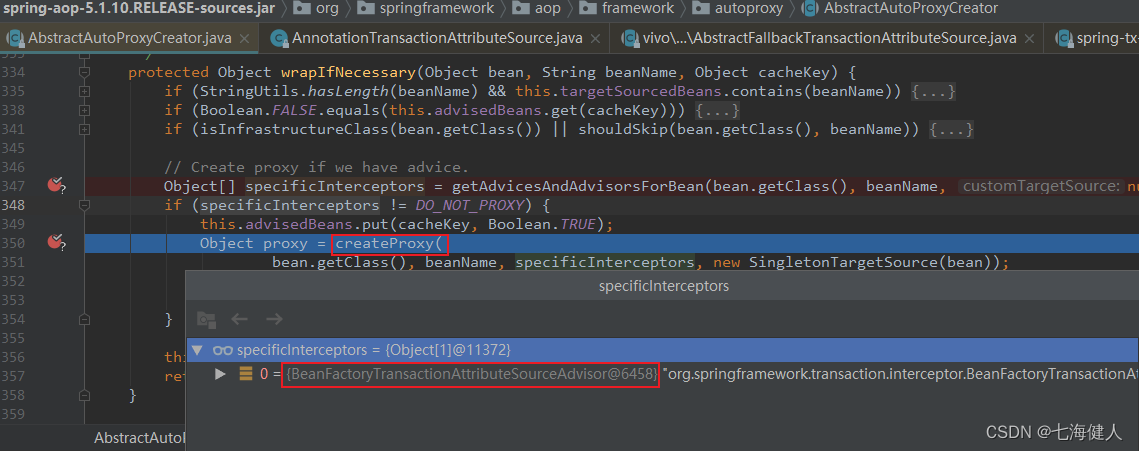 spring-aop-5.1.10.RELEASE-sources.jar org springframework aop framework autoproxy AbstractAutoProxyCreator
AbstractAutoProxyCreator.java AnnotationTransactionAttributeSource.java vivo\...\AbstractFallbackTransactionAttributeSource.java spring-tx-
334 protected Object wrapIfNecessary(Object bean, String beanName, Object cacheKey) {
335 if (StringUtils.hasLength(beanName) && this.targetSourcedBeans.contains(beanName)) {...}
338 if (Boolean.FALSE.equals(this.advisedBeans.get(cacheKey))) {...}
341 if (isInfrastructureClass(bean.getClass()) || shouldSkip(bean.getClass(), beanName)) {...}
345
346 // Create proxy if we have advice.
347 Object[] specificInterceptors = getAdvicesAndAdvisorsForBean(bean.getClass(), beanName, customTargetSource: nu
348 if (specificInterceptors != DO_NOT_PROXY) {
349 this.advisedBeans.put(cacheKey, Boolean.TRUE);
350 Object proxy = createProxy(
351 bean.getClass(), beanName, specificInterceptors, new SingletonTargetSource(bean));
352 specificInterceptors
353
354 }
specificInterceptors = {Object[1]@11372}
355
356 thi
0 = {BeanFactoryTransactionAttributeSourceAdvisor@6458} "org.springframework.transaction.interceptor.BeanFactoryTransactionAt
357 ret
358 }
359
AbstractAutoP
CSDN @七海健人